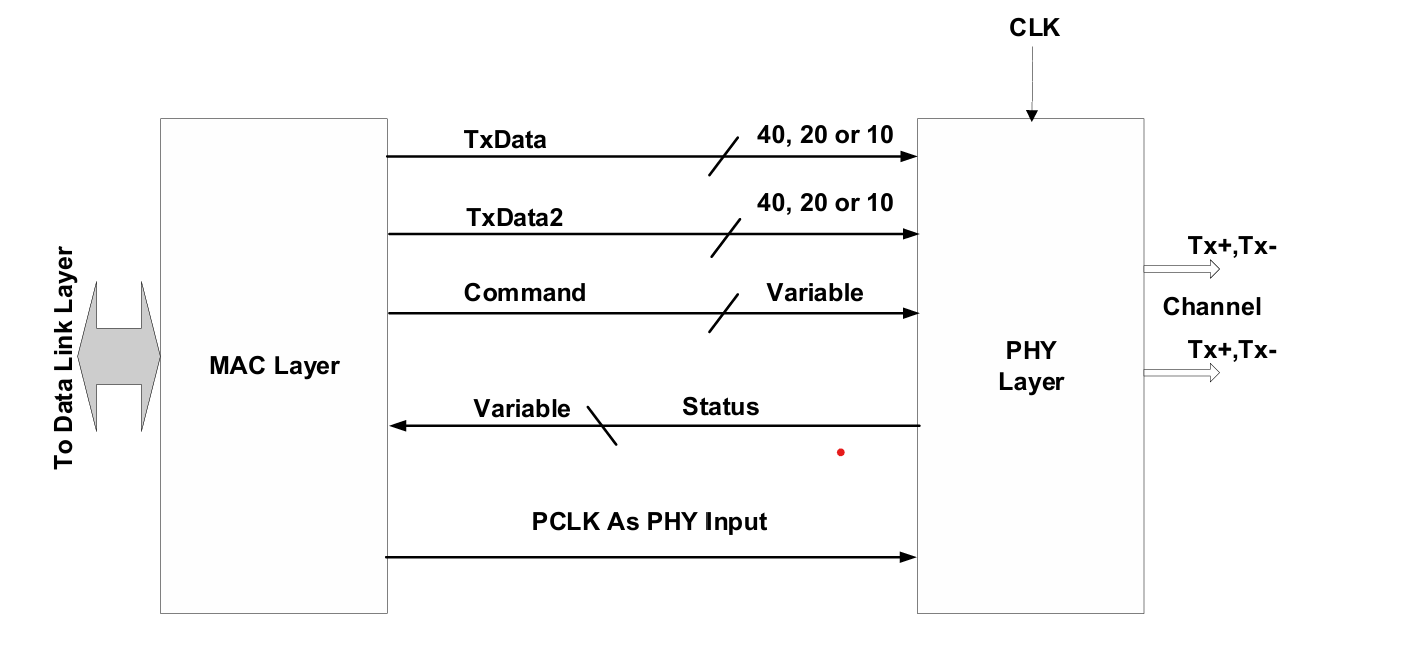 CLK
TxData
40, 20 or 10
TxData2
40, 20 or 10
Command
Variable
Variable
Status
PCLK As PHY Input
To Data Link Layer
MAC Layer
PHY
Layer
Tx+,Tx-
Channel
Tx+,Tx-